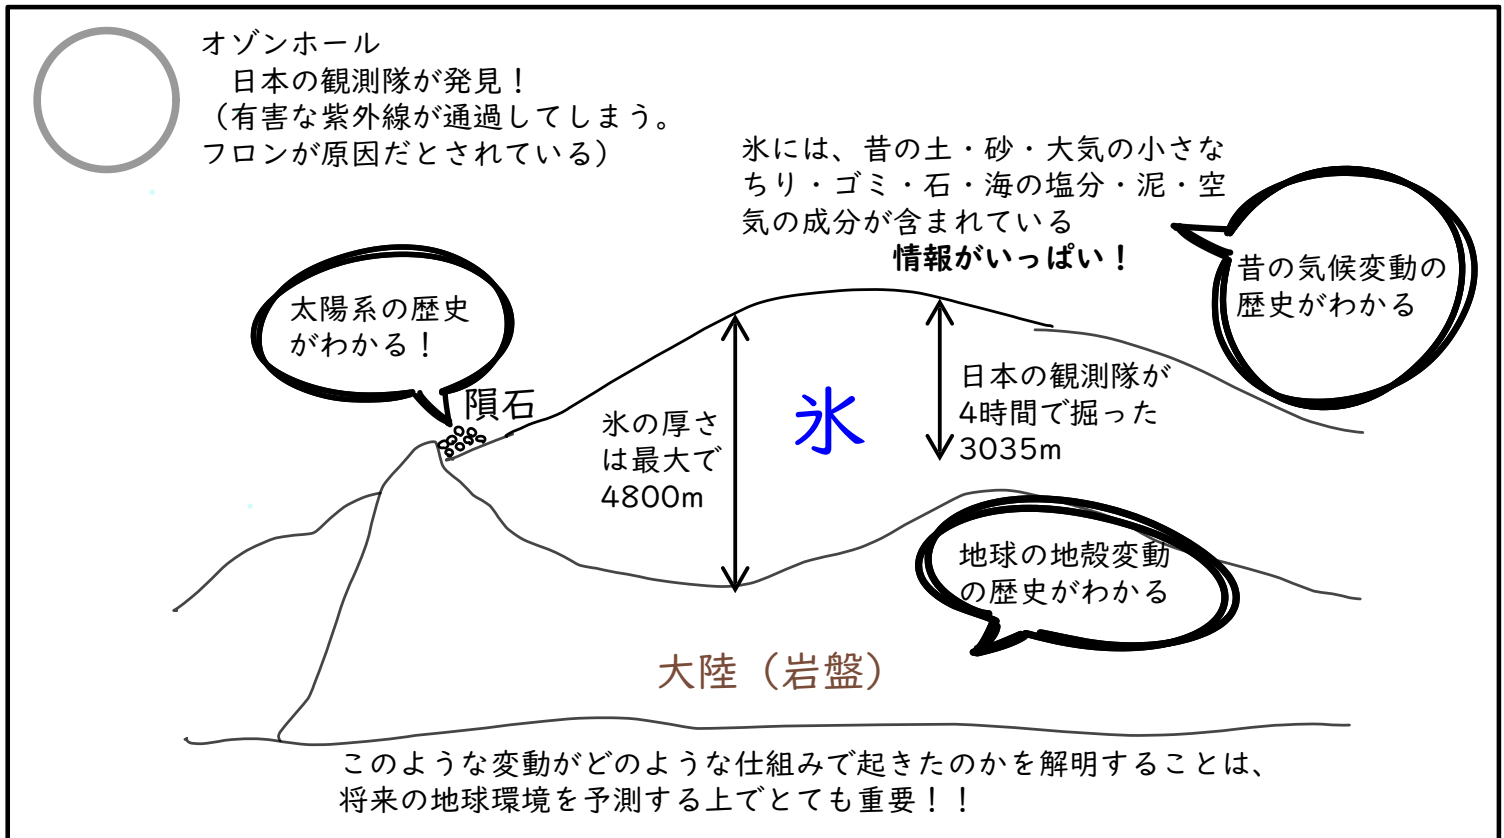 オゾンホール
日本の観測隊が発見！
（有害な紫外線が通過してしまう。
フロンが原因だとされている）
氷には、昔の土・砂・大気の小さな
ちり・ゴミ・石・海の塩分・泥・空
気の成分が含まれている
情報がいっぱい！
昔の気候変動の
歴史がわかる
太陽系の歴史
がわかる！
隕石
氷の厚さ
は最大で
4800m
氷
日本の観測隊が
4時間で掘った
3035m
地球の地殻変動
の歴史がわかる
大陸（岩盤）
このような変動がどのような仕組みで起きたのかを解明することは、
将来の地球環境を予測する上でとても重要！！